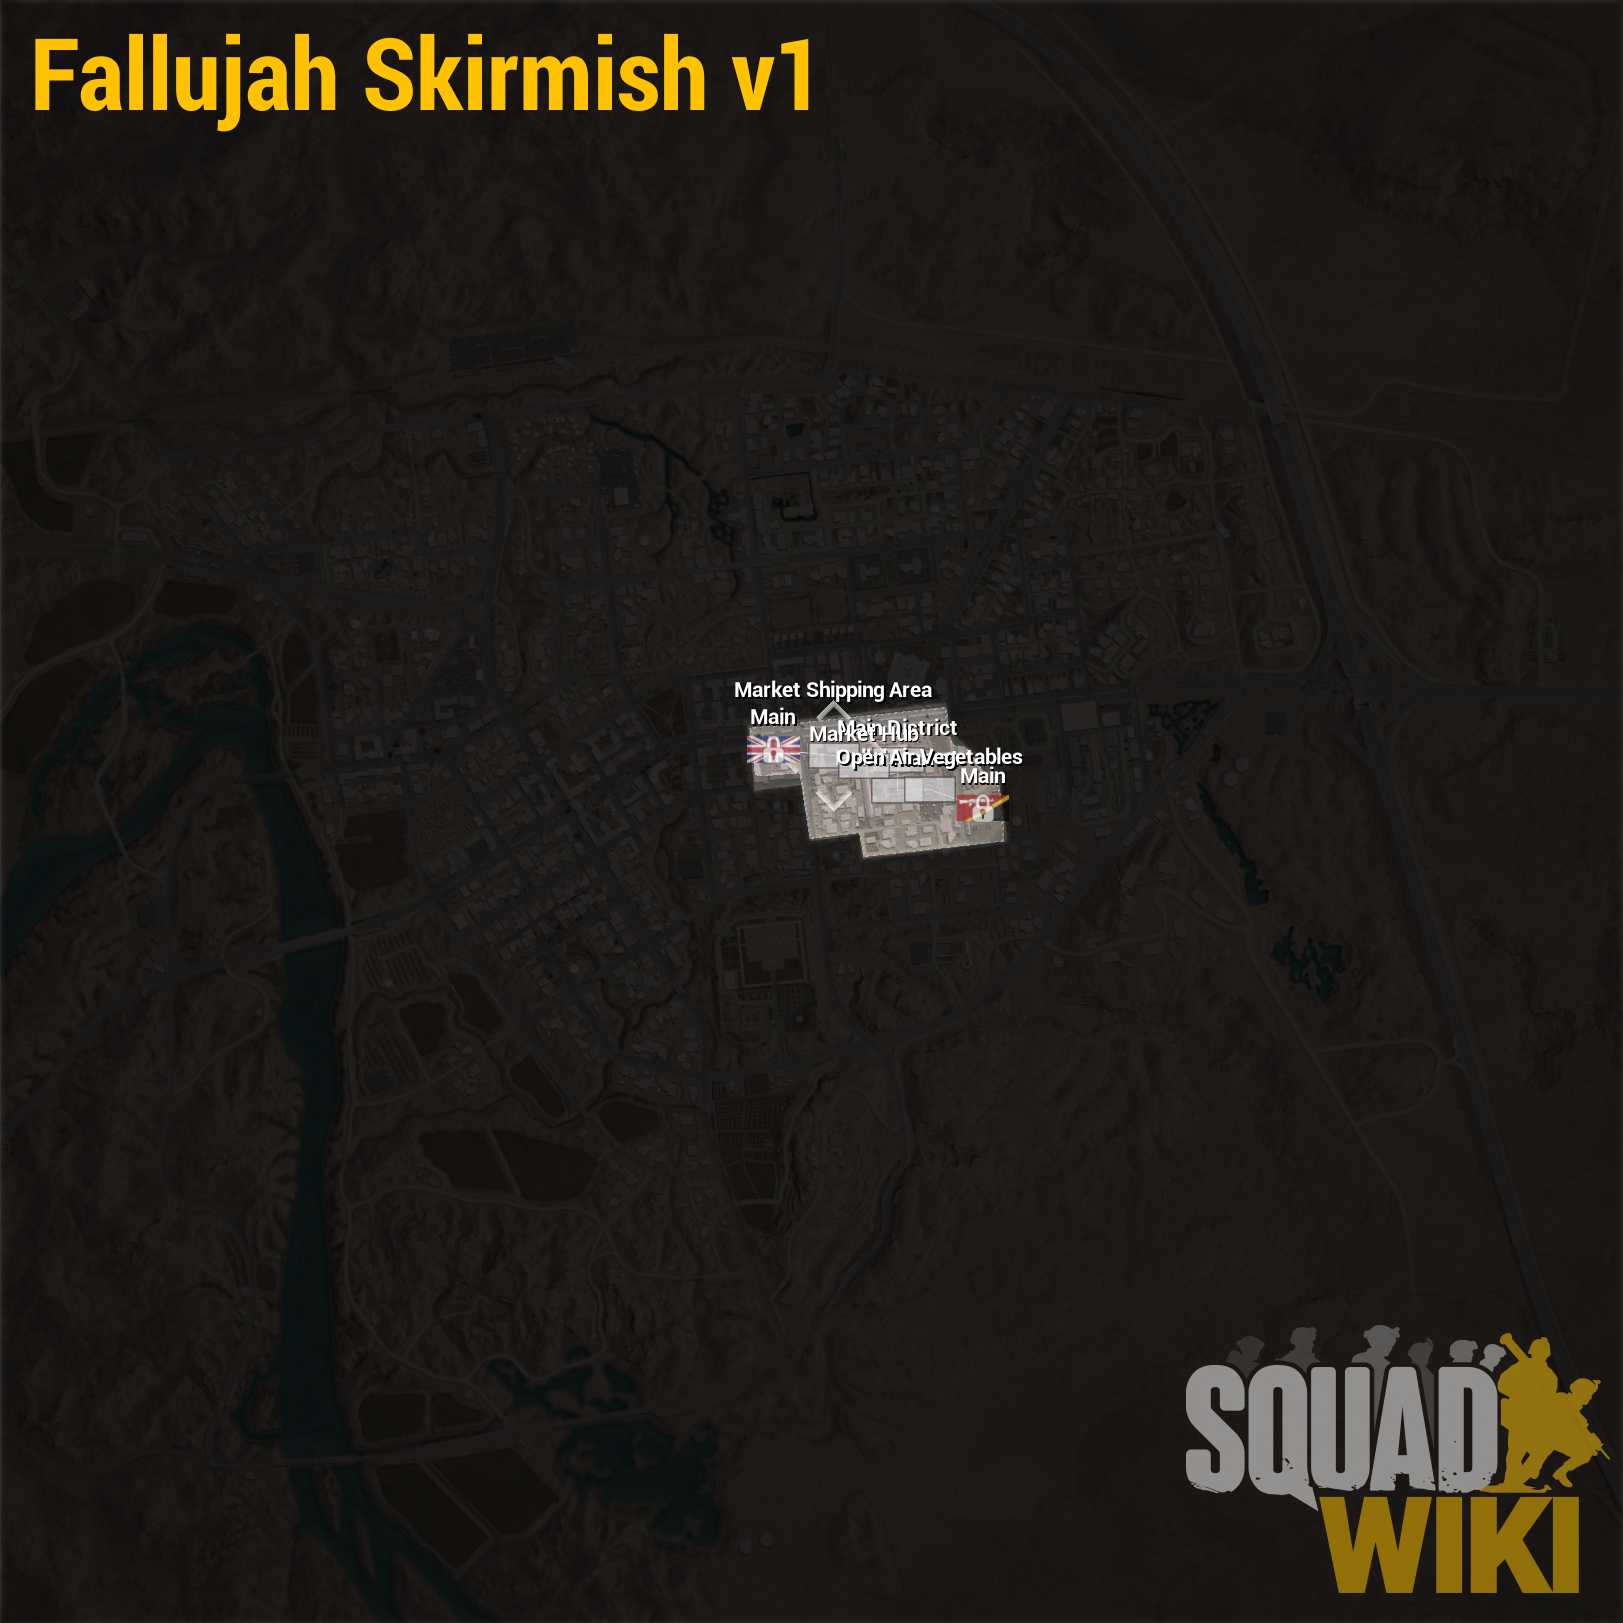 Fallujah Skirmish v1
Market Shipping Area
Main
Main District
Market Hub
Open Air Vegetables
Main
SQUAD
WIKI